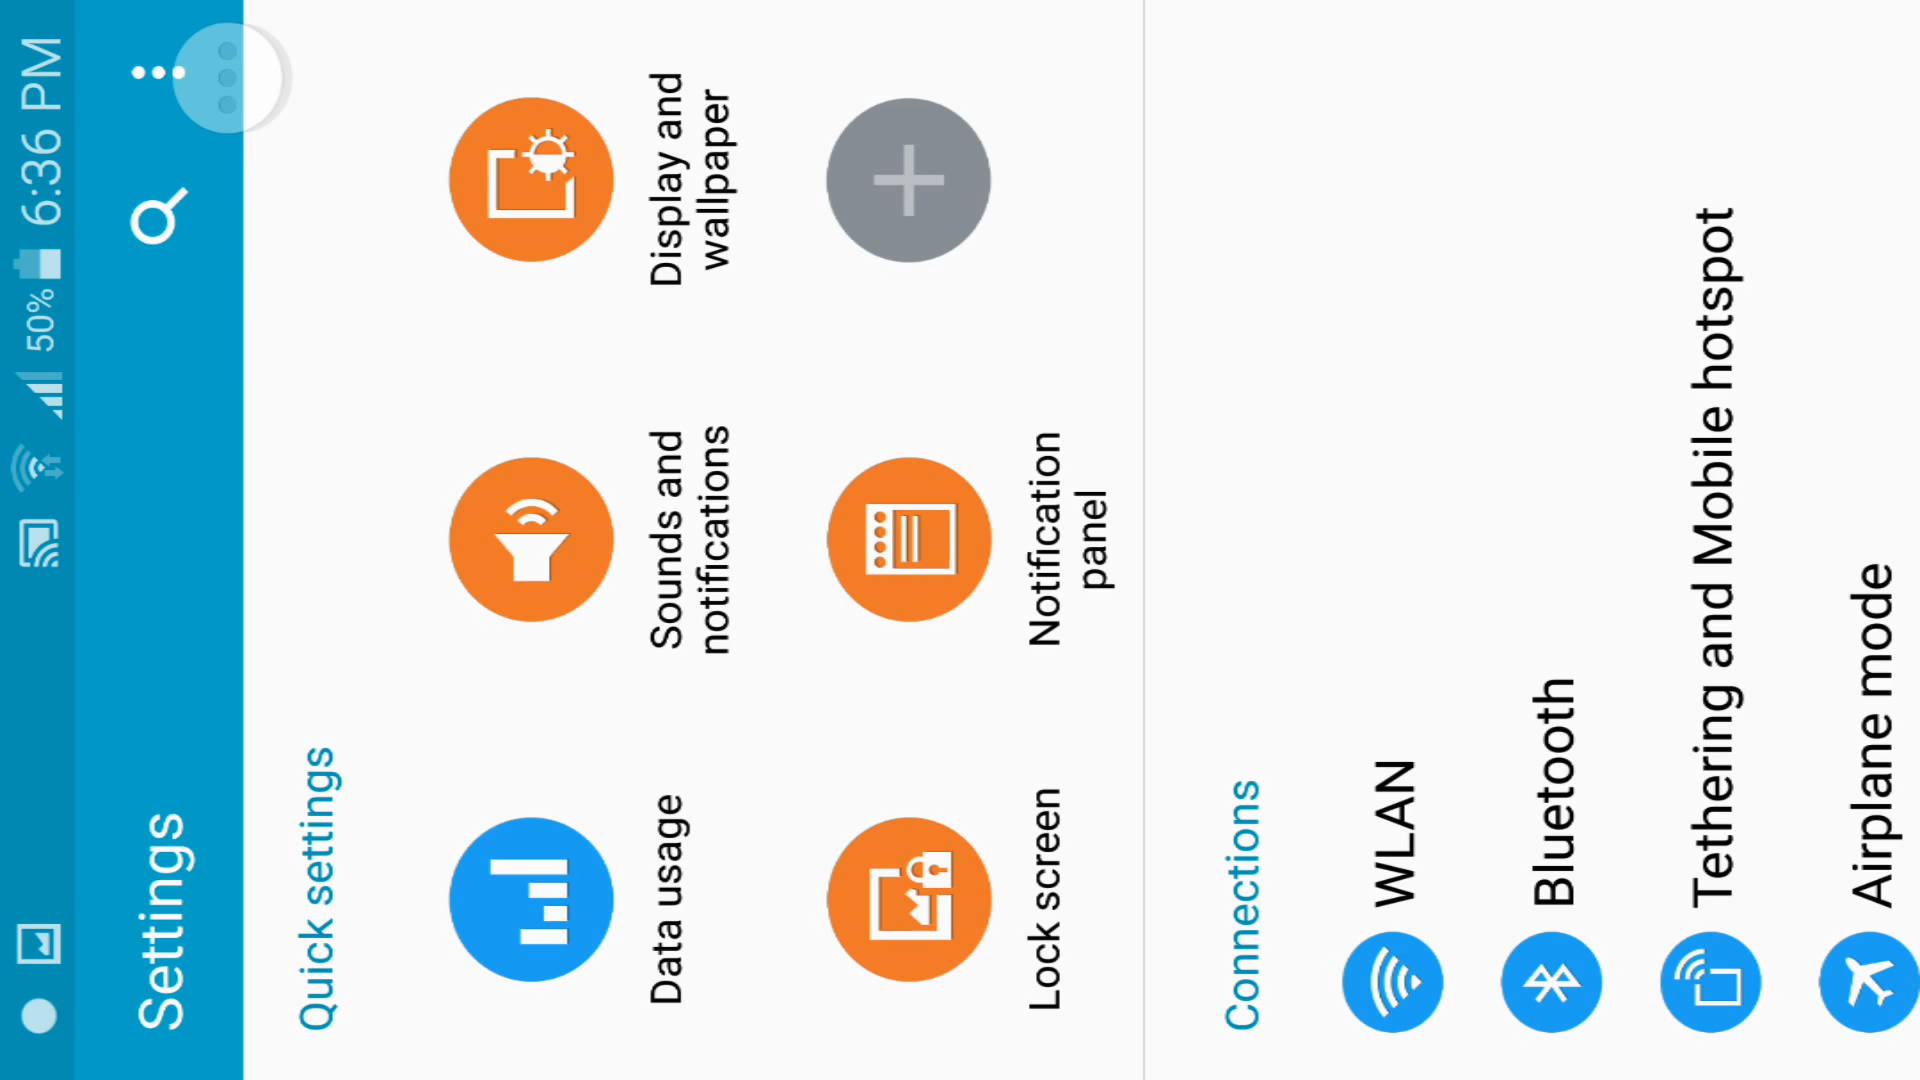 50% 6:36 PM
Settings
Quick settings
Data usage
Sounds and
notifications
Display and
wallpaper
Lock screen
Notification
panel
Connections
WLAN
Bluetooth
Tethering and Mobile hotspot
Airplane mode